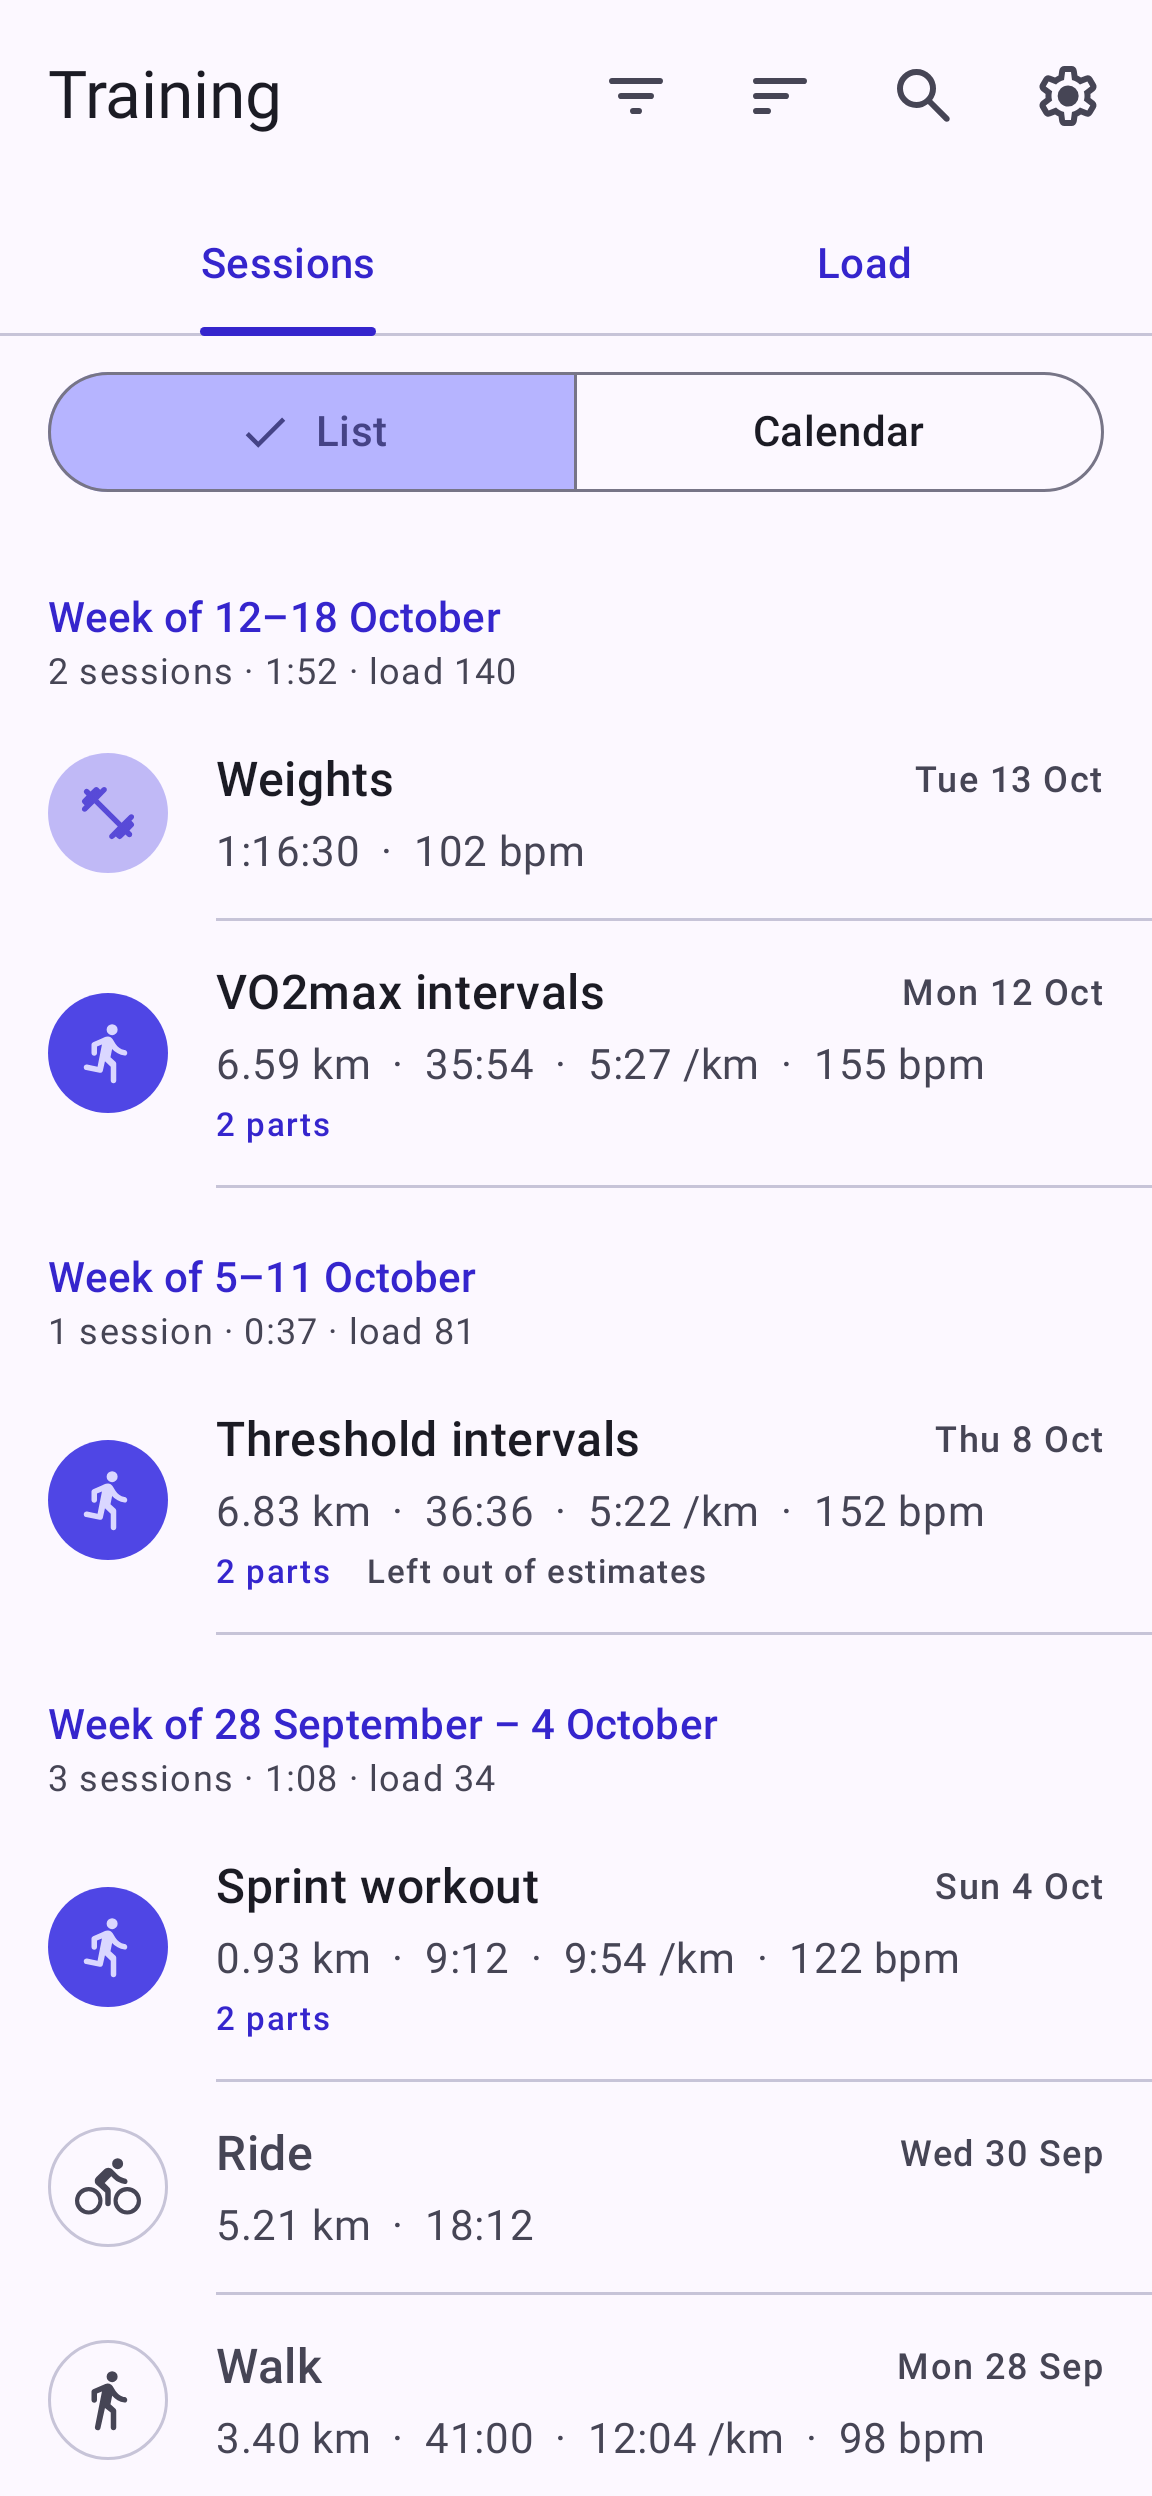 Training
Sessions
Load
List
Calendar
Week of 12–18 October
2 sessions · 1:52 · load 140
Weights
Tue 13 Oct
1:16:30 · 102 bpm
VO2max intervals
Mon 12 Oct
6.59 km · 35:54 · 5:27 /km · 155 bpm
2 parts
Week of 5–11 October
1 session · 0:37 · load 81
Threshold intervals
Thu 8 Oct
6.83 km · 36:36 · 5:22 /km · 152 bpm
2 parts Left out of estimates
Week of 28 September – 4 October
3 sessions · 1:08 · load 34
Sprint workout
Sun 4 Oct
0.93 km · 9:12 · 9:54 /km · 122 bpm
2 parts
Ride
Wed 30 Sep
5.21 km · 18:12
Walk
Mon 28 Sep
3.40 km · 41:00 · 12:04 /km · 98 bpm